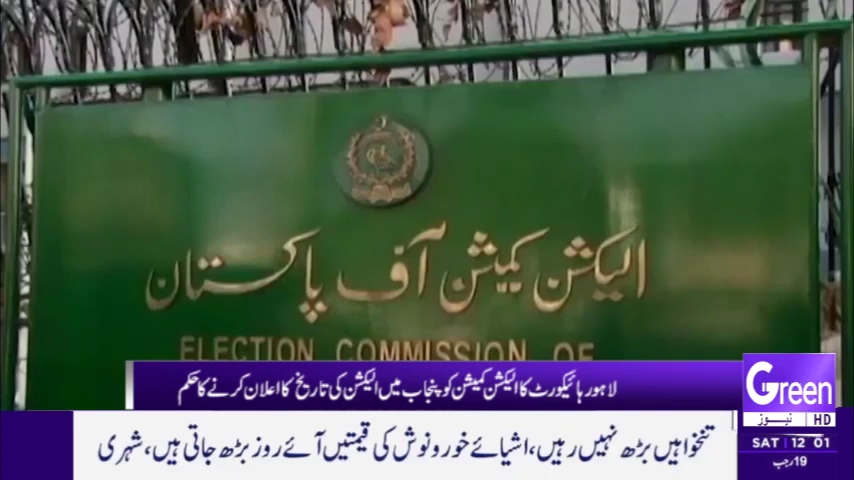 الیکشن کمیشن آف پاکستان
ELECTION COMMISSION OF
لاہور ہائیکورٹ کا الیکشن کمیشن کو پنجاب میں الیکشن کی تاریخ کا اعلان کرنے کا حکم
Green
نیوز HD
SAT 12 01
19 رجب
تنخواہیں بڑھ نہیں رہیں، اشیائے خورونوش کی قیمتیں آئے روز بڑھ جاتی ہیں، شہری